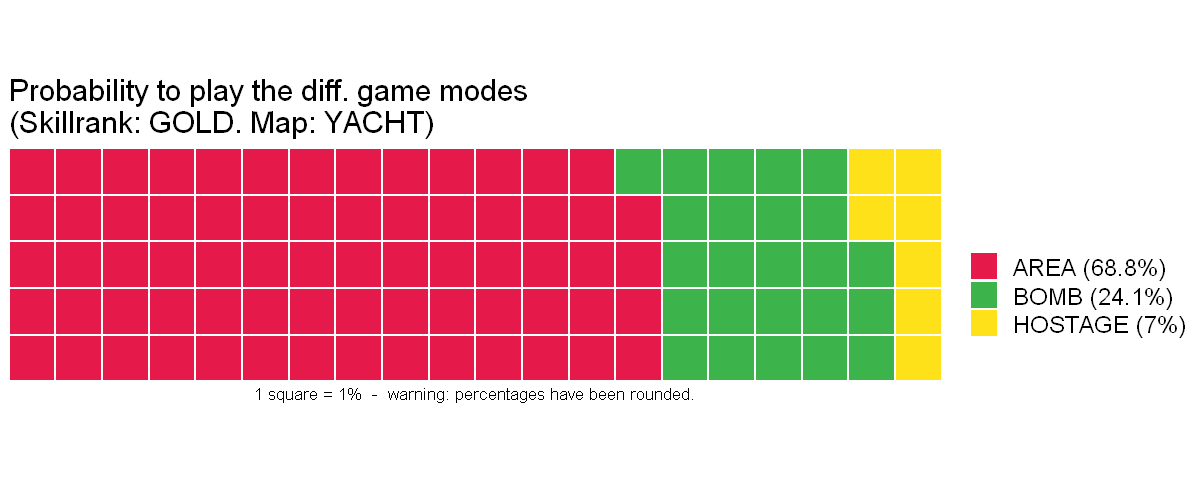 Probability to play the diff. game modes
(Skillrank: GOLD. Map: YACHT)
AREA (68.8%)
BOMB (24.1%)
HOSTAGE (7%)
1 square = 1%  -  warning: percentages have been rounded.